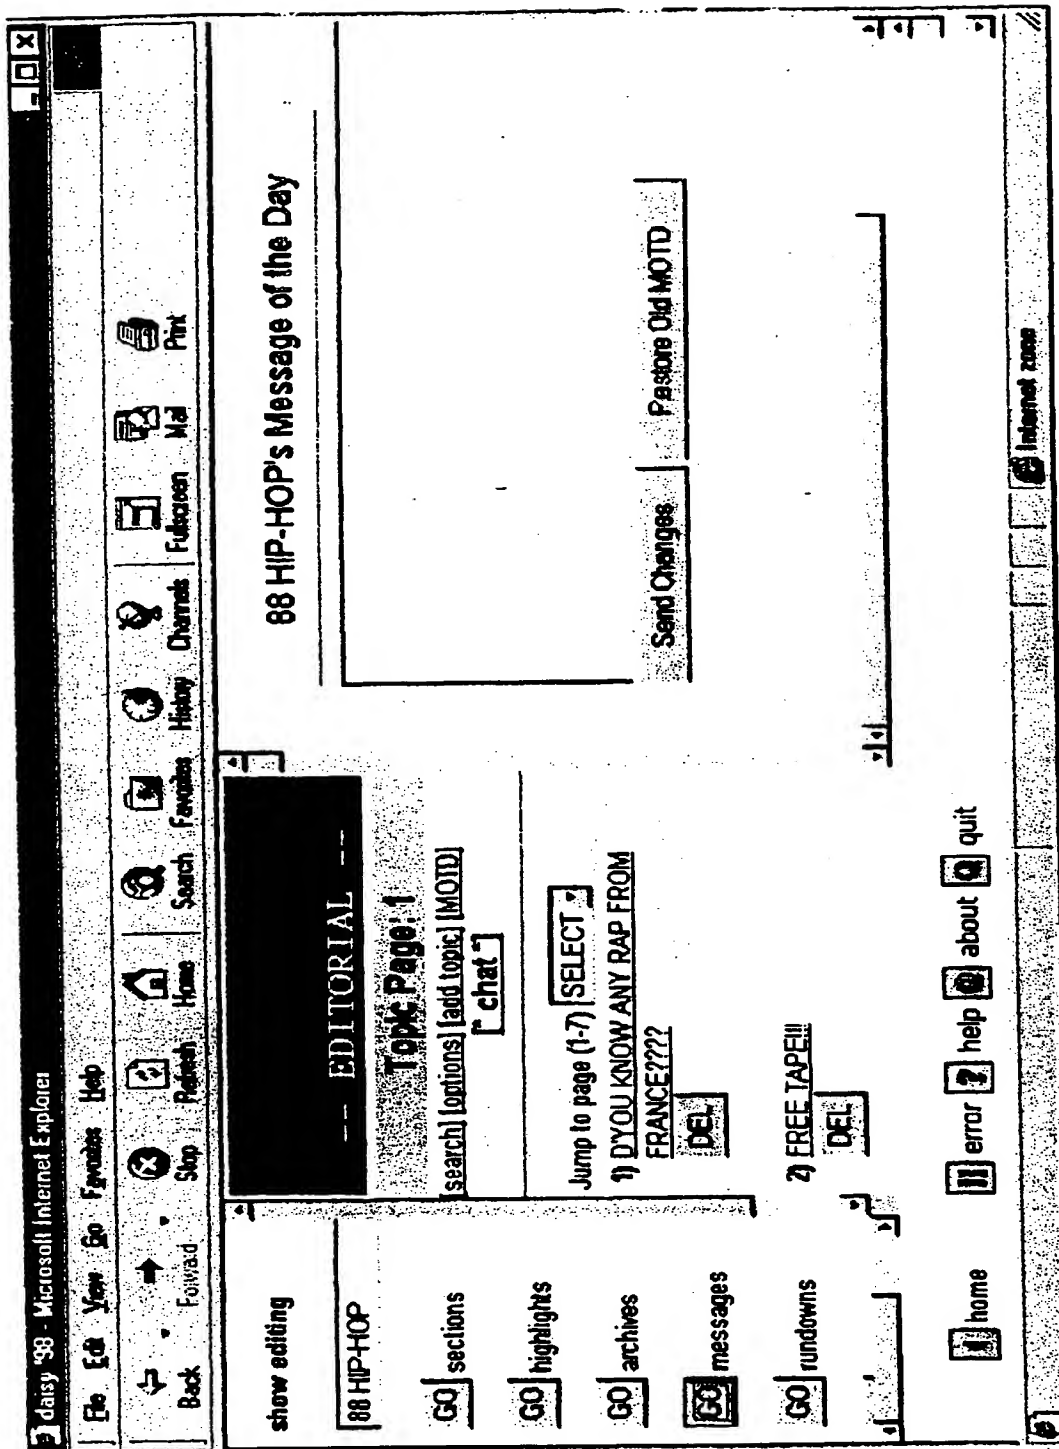 daisy '98 - Microsoft Internet Explorer
File Edit View Go Favorites Help
Back Forward Stop Refresh Home Search Favorites History Channels Fullscreen Mail Print
show editing
88 HIP-HOP
GO sections
GO highlights
GO archives
GO messages
GO rundowns
-- EDITORIAL --
Topic Page: 1
[search] [options] [add topic] [MOTD]
[" chat "]
Jump to page (1-7) SELECT
1) D'YOU KNOW ANY RAP FROM
FRANCE????
DEL
2) FREE TAPE!!!
DEL
88 HIP-HOP's Message of the Day
Send Changes Restore Old MOTD
home !!! error ? help @ about Q quit
Internet zone